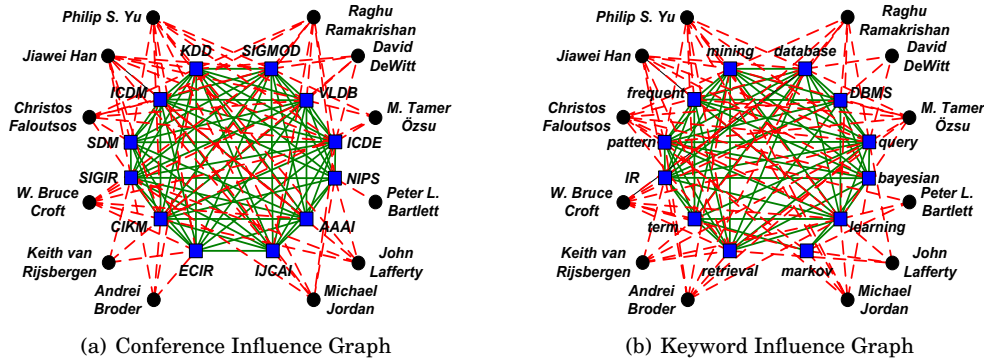 Philip S. Yu
Raghu
Ramakrishan
Jiawei Han
KDD
SIGMOD
David
DeWitt
ICDM
VLDB
Christos
Faloutsos
M. Tamer
Özsu
SDM
ICDE
SIGIR
NIPS
W. Bruce
Croft
Peter L.
Bartlett
CIKM
AAAI
Keith van
Rijsbergen
ECIR
IJCAI
John
Lafferty
Andrei
Broder
Michael
Jordan
(a) Conference Influence Graph
Philip S. Yu
Raghu
Ramakrishan
Jiawei Han
mining
database
David
DeWitt
frequent
DBMS
Christos
Faloutsos
M. Tamer
Özsu
pattern
query
IR
bayesian
W. Bruce
Croft
Peter L.
Bartlett
term
learning
Keith van
Rijsbergen
retrieval
markov
John
Lafferty
Andrei
Broder
Michael
Jordan
(b) Keyword Influence Graph